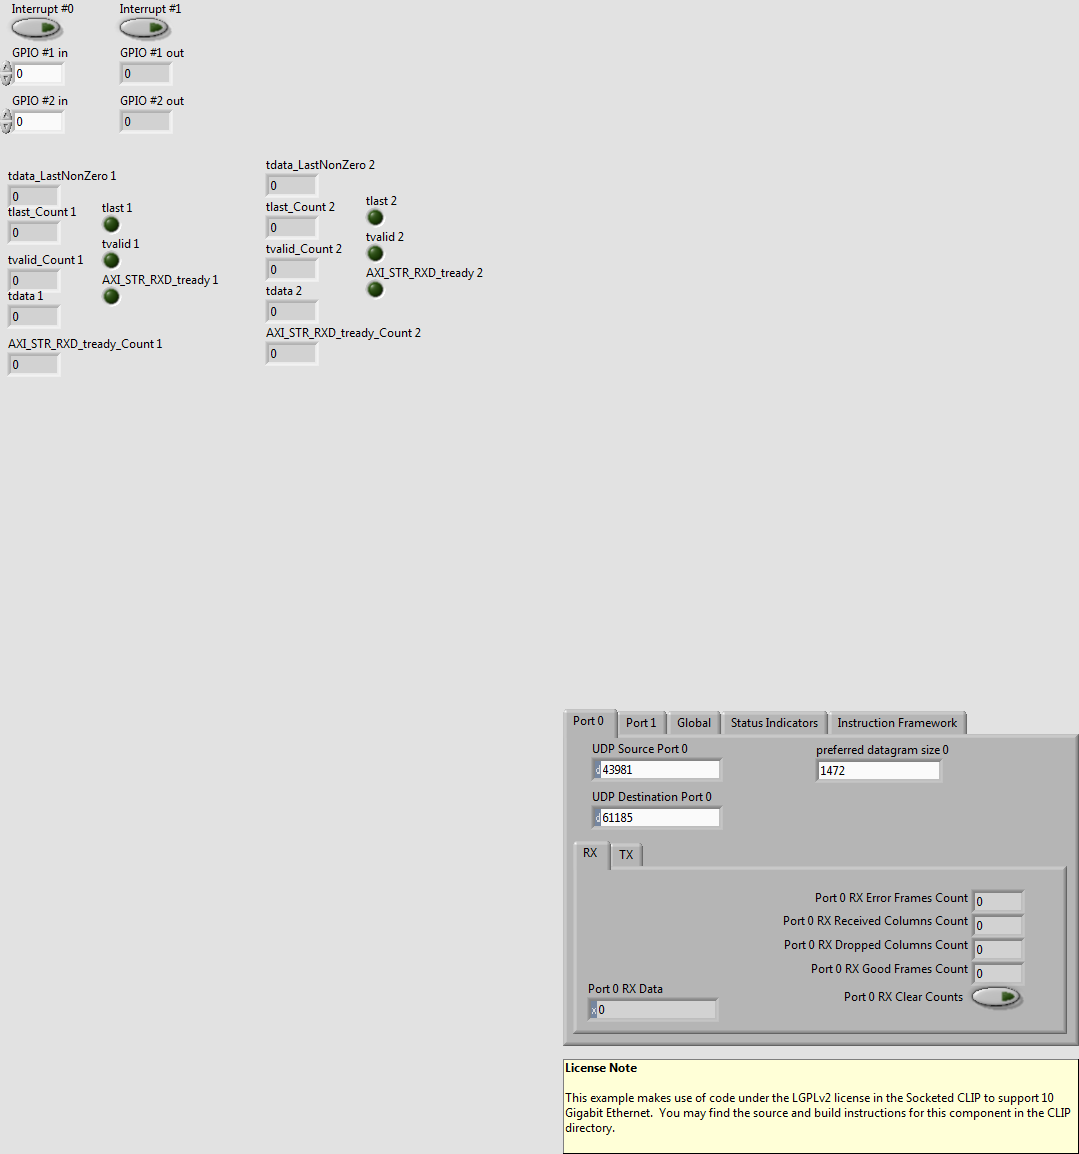 Interrupt #0
Interrupt #1
GPIO #1 in
GPIO #1 out
0
0
GPIO #2 in
GPIO #2 out
0
0
tdata_LastNonZero 1
0
tlast_Count 1
0
tvalid_Count 1
0
tdata 1
0
AXI_STR_RXD_tready_Count 1
0
tlast 1
tvalid 1
AXI_STR_RXD_tready 1
tdata_LastNonZero 2
0
tlast_Count 2
0
tvalid_Count 2
0
tdata 2
0
AXI_STR_RXD_tready_Count 2
0
tlast 2
tvalid 2
AXI_STR_RXD_tready 2
Port 0
Port 1
Global
Status Indicators
Instruction Framework
UDP Source Port 0
d 43981
preferred datagram size 0
1472
UDP Destination Port 0
d 61185
RX
TX
Port 0 RX Error Frames Count
0
Port 0 RX Received Columns Count
0
Port 0 RX Dropped Columns Count
0
Port 0 RX Good Frames Count
0
Port 0 RX Data
x 0
Port 0 RX Clear Counts
License Note
This example makes use of code under the LGPLv2 license in the Socketed CLIP to support 10
Gigabit Ethernet.  You may find the source and build instructions for this component in the CLIP
directory.